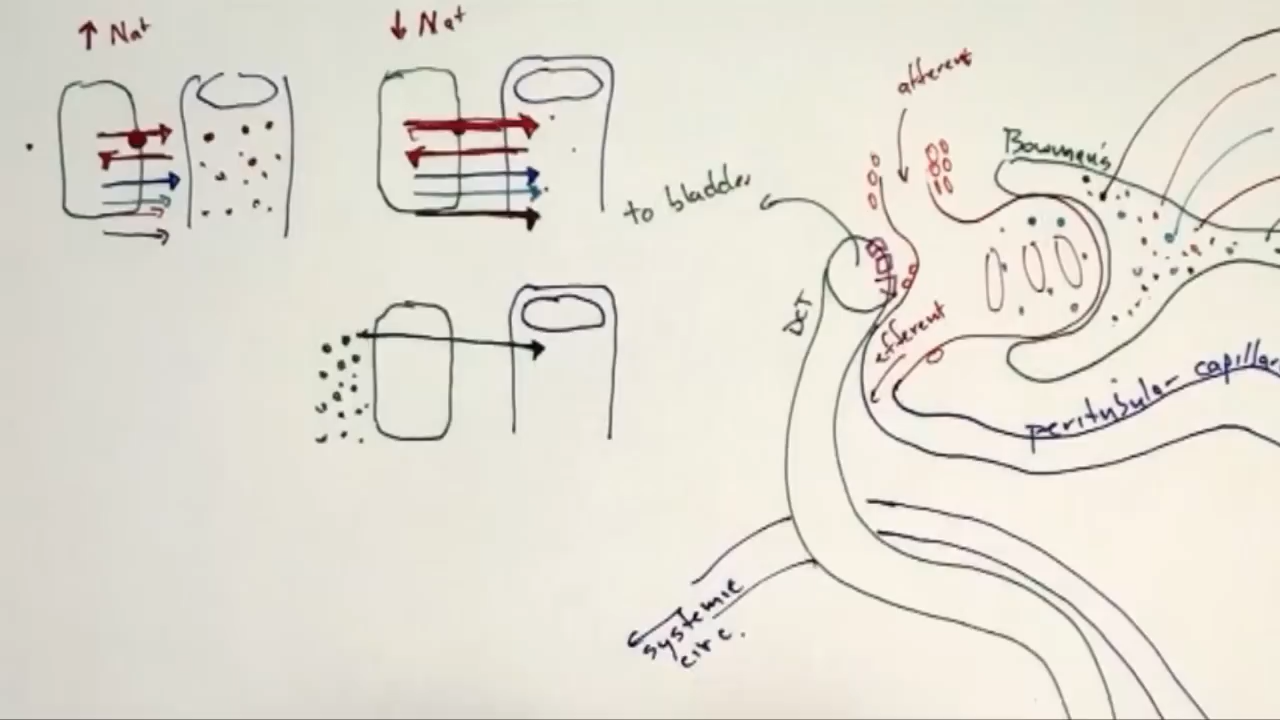 ↑ Na+
↓ Na+
afferent
Bowman's
to bladder
DCT
efferent
peritubular capillar
systemic
circ.